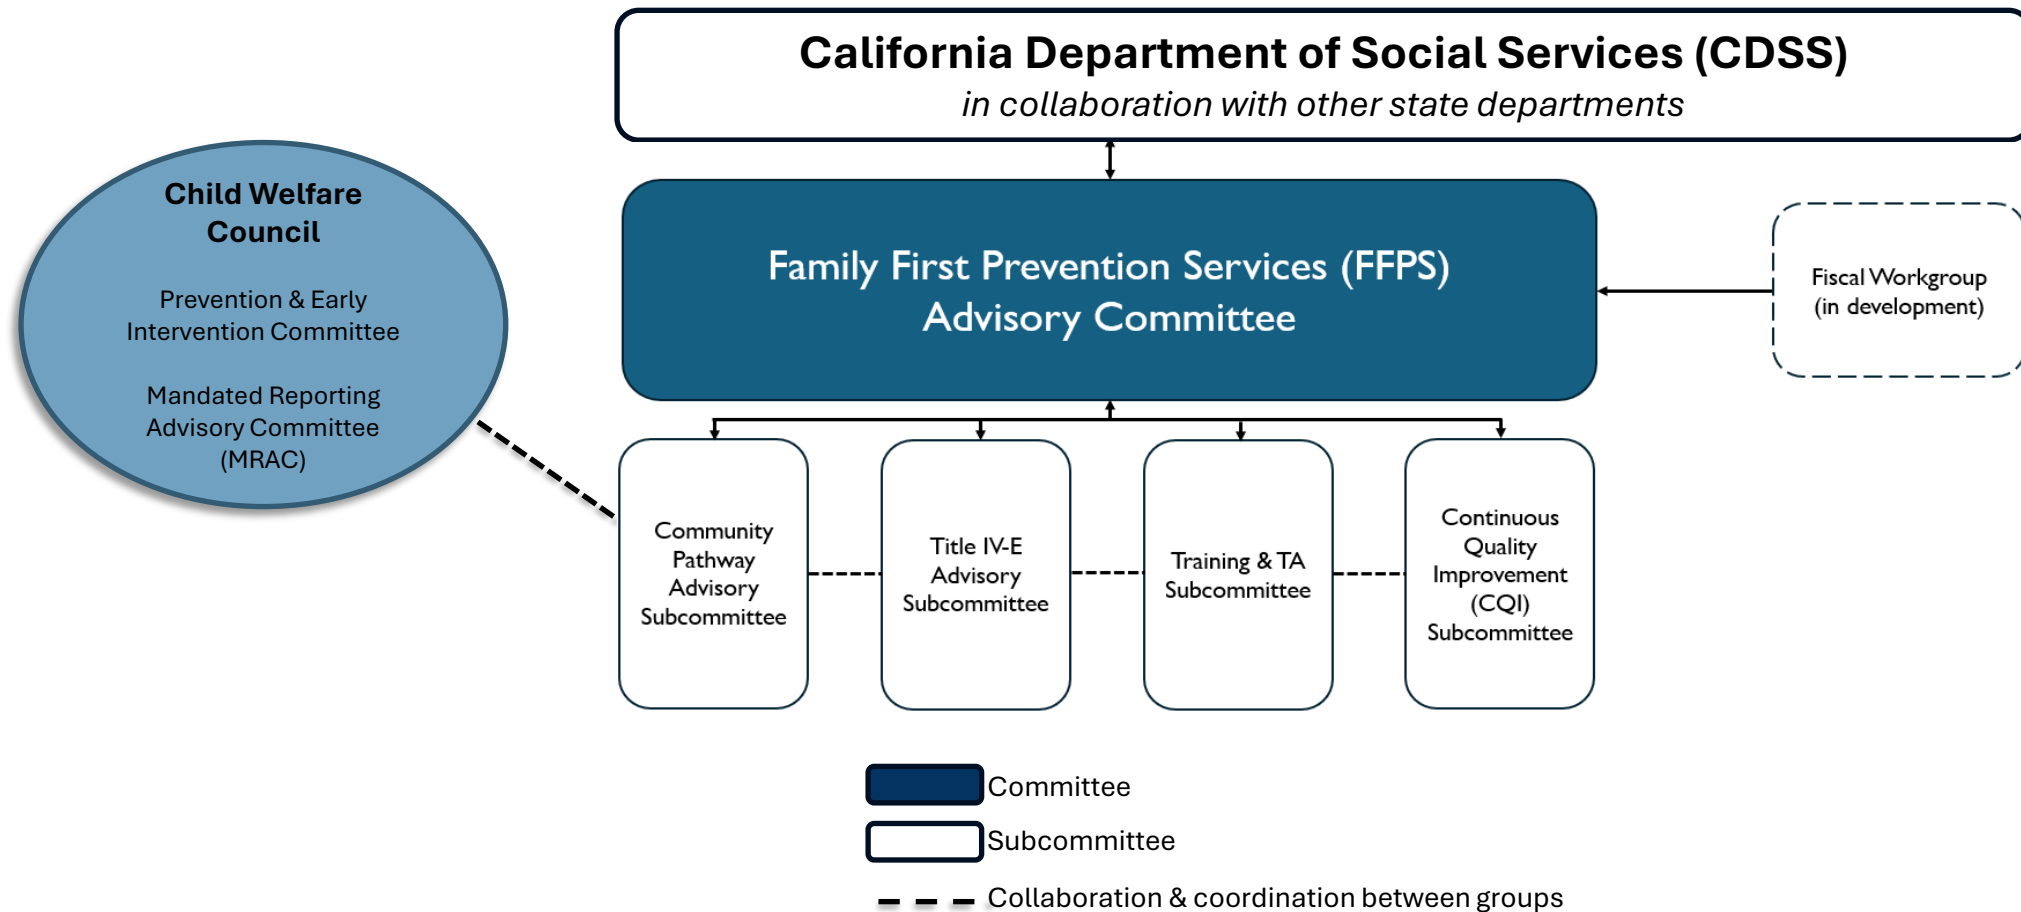 California Department of Social Services (CDSS)
in collaboration with other state departments
Child Welfare
Council
Prevention & Early
Intervention Committee
Mandated Reporting
Advisory Committee
(MRAC)
Family First Prevention Services (FFPS)
Advisory Committee
Fiscal Workgroup
(in development)
Community
Pathway
Advisory
Subcommittee
Title IV-E
Advisory
Subcommittee
Training & TA
Subcommittee
Continuous
Quality
Improvement
(CQI)
Subcommittee
Committee
Subcommittee
Collaboration & coordination between groups